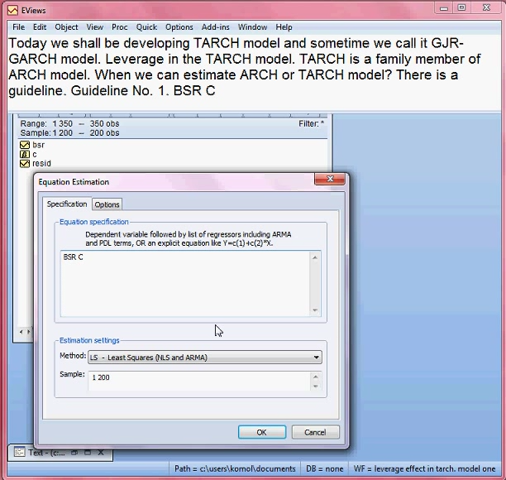 EViews
File Edit Object View Proc Quick Options Add-ins Window Help
Today we shall be developing TARCH model and sometime we call it GJR-
GARCH model. Leverage in the TARCH model. TARCH is a family member of
ARCH model. When we can estimate ARCH or TARCH model? There is a
guideline. Guideline No. 1. BSR C
Range: 1 350 -- 350 obs Filter: *
Sample: 1 200 -- 200 obs
bsr
c
resid
Equation Estimation
Specification Options
Equation specification
Dependent variable followed by list of regressors including ARMA
and PDL terms, OR an explicit equation like Y=c(1)+c(2)*X.
BSR C
Estimation settings
Method: LS - Least Squares (NLS and ARMA)
Sample: 1 200
OK Cancel
Text - (c:...
Path = c:\users\komol\documents DB = none WF = leverage effect in tarch. model one